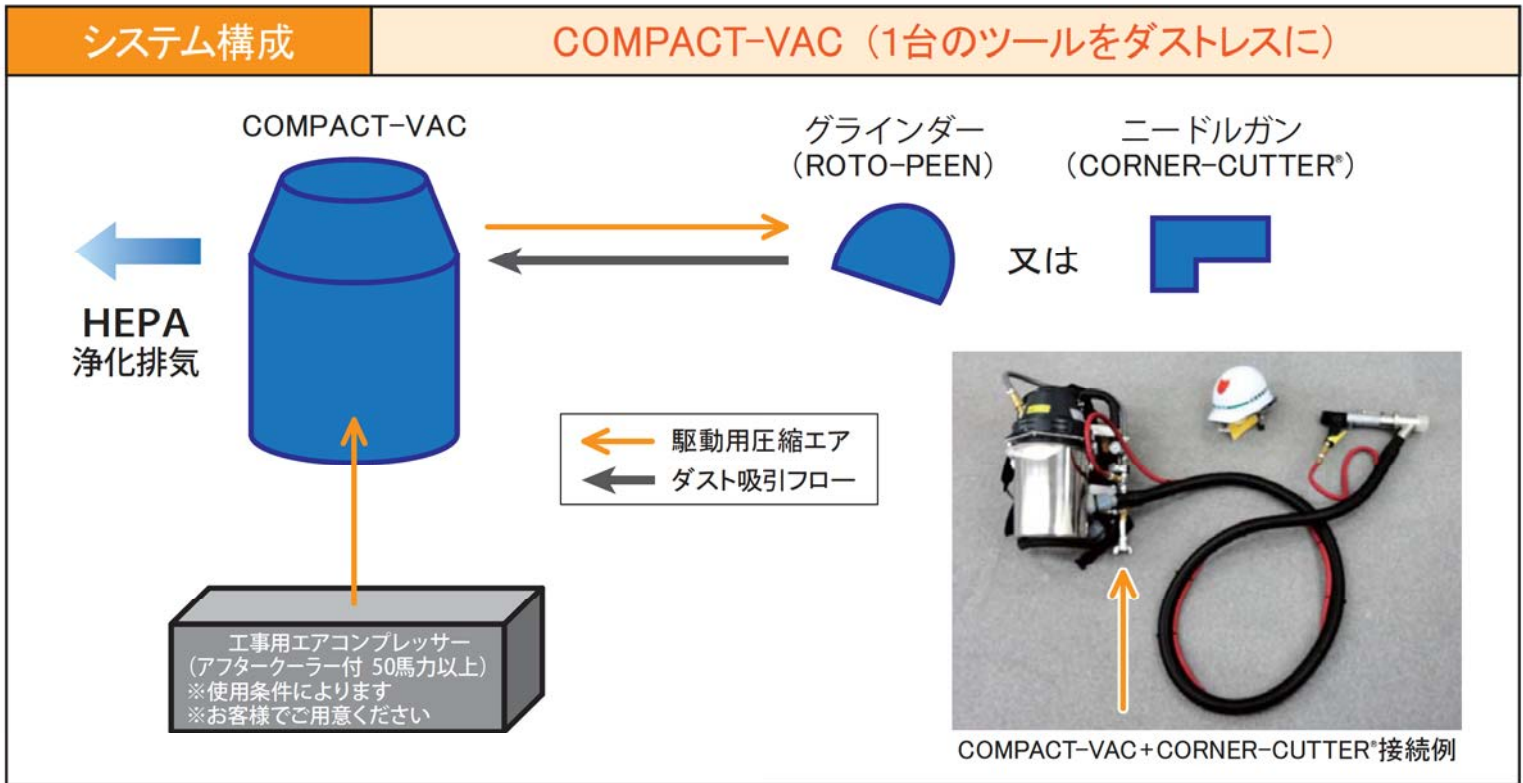 システム構成
COMPACT-VAC（1台のツールをダストレスに）
COMPACT-VAC
グラインダー
（ROTO-PEEN）
ニードルガン
（CORNER-CUTTER®）
又は
HEPA
浄化排気
駆動用圧縮エア
ダスト吸引フロー
工事用エアコンプレッサー
（アフタークーラー付 50馬力以上）
※使用条件によります
※お客様でご用意ください
COMPACT-VAC+CORNER-CUTTER®接続例